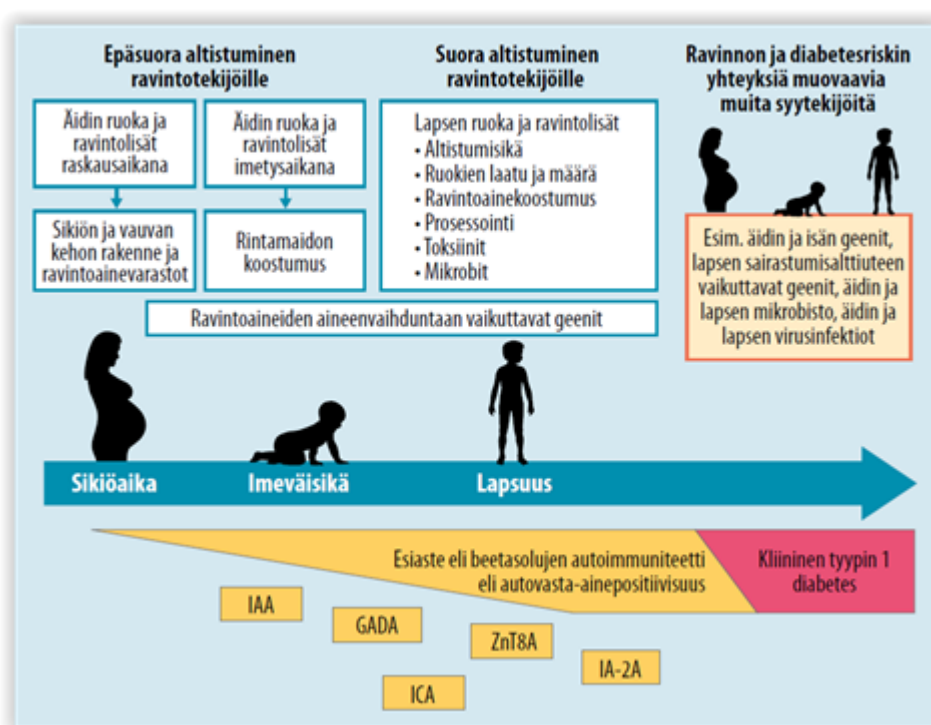 Epäsuora altistuminen
ravintotekijöille
Äidin ruoka ja
ravintolisät
raskausaikana
Äidin ruoka ja
ravintolisät
imetysaikana
Sikiön ja vauvan
kehon rakenne ja
ravintoainevarastot
Rintamaidon
koostumus
Suora altistuminen
ravintotekijöille
Lapsen ruoka ja ravintolisät
• Altistumisikä
• Ruokien laatu ja määrä
• Ravintoainekoostumus
• Prosessointi
• Toksiinit
• Mikrobit
Ravintoaineiden aineenvaihduntaan vaikuttavat geenit
Ravinnon ja diabetesriskin
yhteyksiä muovaavia
muita syytekijöitä
Esim. äidin ja isän geenit,
lapsen sairastumisalttiuteen
vaikuttavat geenit, äidin ja
lapsen mikrobisto, äidin ja
lapsen virusinfektiot
Sikiöaika
Imeväisikä
Lapsuus
Esiaste eli beetasolujen autoimmuniteetti
eli autovasta-ainepositiivisuus
Kliininen tyypin 1
diabetes
IAA
GADA
ZnT8A
IA-2A
ICA